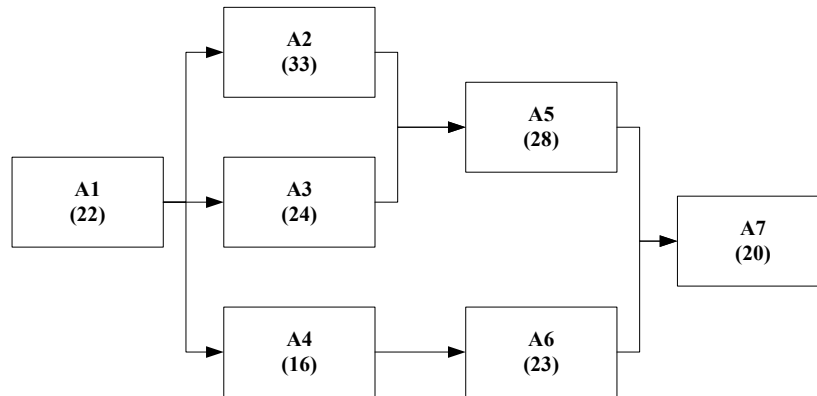 A1
(22)
A2
(33)
A3
(24)
A4
(16)
A5
(28)
A6
(23)
A7
(20)